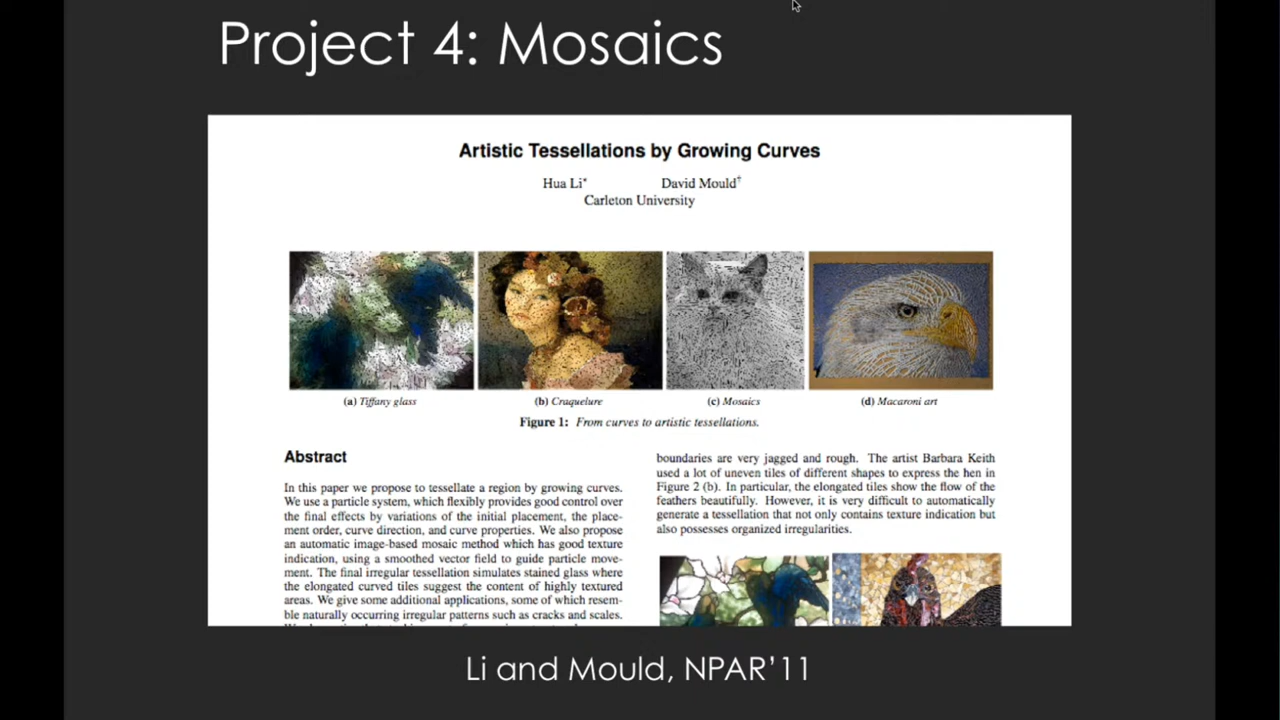 Project 4: Mosaics
Artistic Tessellations by Growing Curves
Hua Li* David Mould†
Carleton University
(a) Tiffany glass (b) Craquelure (c) Mosaics (d) Macaroni art
Figure 1: From curves to artistic tessellations.
Abstract
In this paper we propose to tessellate a region by growing curves.
We use a particle system, which flexibly provides good control over
the final effects by variations of the initial placement, the place-
ment order, curve direction, and curve properties. We also propose
an automatic image-based mosaic method which has good texture
indication, using a smoothed vector field to guide particle move-
ment. The final irregular tessellation simulates stained glass where
the elongated curved tiles suggest the content of highly textured
areas. We give some additional applications, some of which resem-
ble naturally occurring irregular patterns such as cracks and scales.
boundaries are very jagged and rough. The artist Barbara Keith
used a lot of uneven tiles of different shapes to express the hen in
Figure 2 (b). In particular, the elongated tiles show the flow of the
feathers beautifully. However, it is very difficult to automatically
generate a tessellation that not only contains texture indication but
also possesses organized irregularities.
Li and Mould, NPAR'11